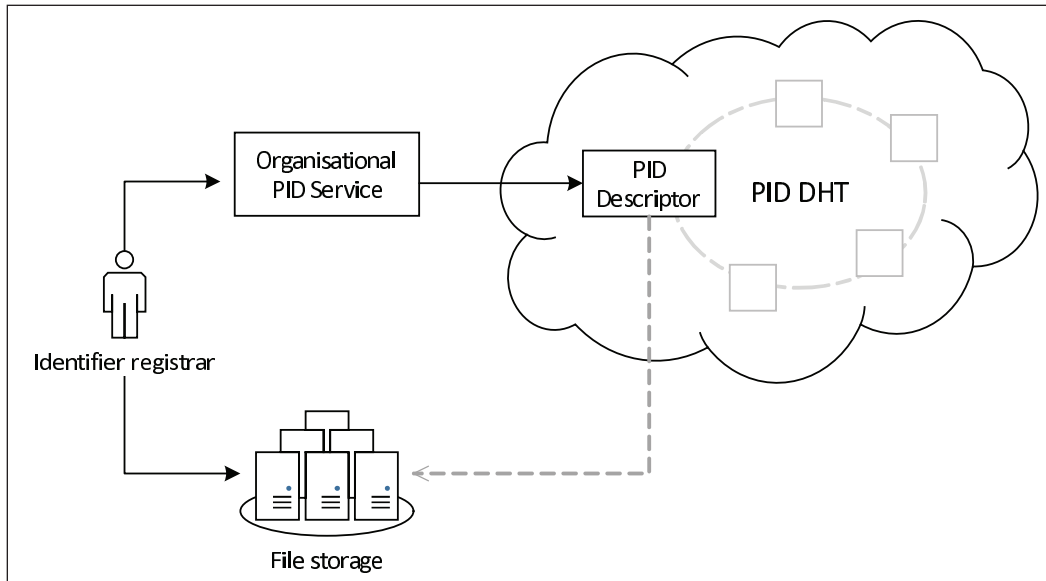 Organisational
PID Service
PID
Descriptor
PID DHT
Identifier registrar
File storage